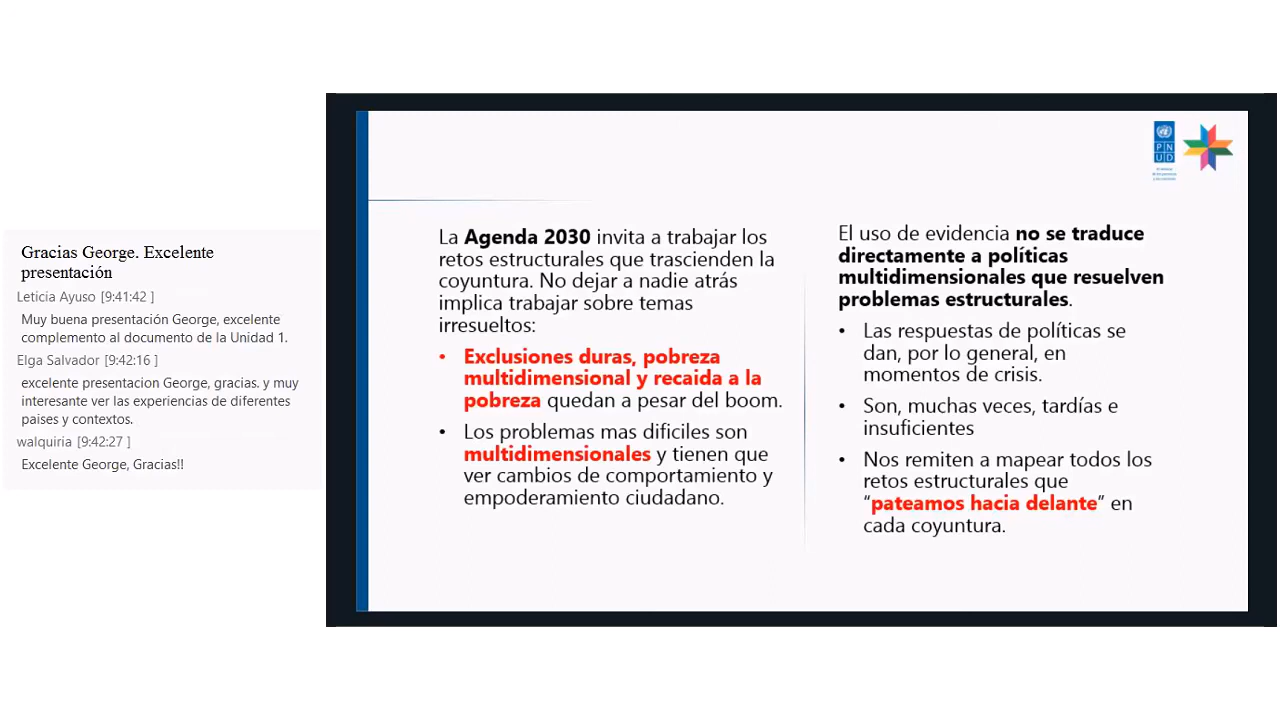 Gracias George. Excelente
presentación
Leticia Ayuso [9:41:42 ]
Muy buena presentación George, excelente
complemento al documento de la Unidad 1.
Elga Salvador [9:42:16 ]
excelente presentacion George, gracias. y muy
interesante ver las experiencias de diferentes
paises y contextos.
walquiria [9:42:27 ]
Excelente George, Gracias!!
PN
UD
La Agenda 2030 invita a trabajar los
retos estructurales que trascienden la
coyuntura. No dejar a nadie atrás
implica trabajar sobre temas
irresueltos:
• Exclusiones duras, pobreza
multidimensional y recaida a la
pobreza quedan a pesar del boom.
• Los problemas mas dificiles son
multidimensionales y tienen que
ver cambios de comportamiento y
empoderamiento ciudadano.
El uso de evidencia no se traduce
directamente a políticas
multidimensionales que resuelven
problemas estructurales.
• Las respuestas de políticas se
dan, por lo general, en
momentos de crisis.
• Son, muchas veces, tardías e
insuficientes
• Nos remiten a mapear todos los
retos estructurales que
“pateamos hacia delante” en
cada coyuntura.